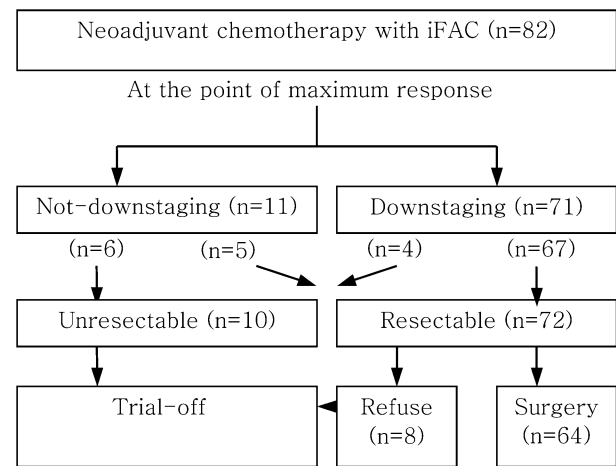 Neoadjuvant chemotherapy with iFAC (n=82)
At the point of maximum response
Not-downstaging (n=11)
Downstaging (n=71)
(n=6)
(n=5)
(n=4)
(n=67)
Unresectable (n=10)
Resectable (n=72)
Trial-off
Refuse
(n=8)
Surgery
(n=64)